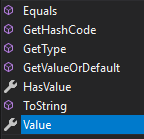 Equals
GetHashCode
GetType
GetValueOrDefault
HasValue
ToString
Value